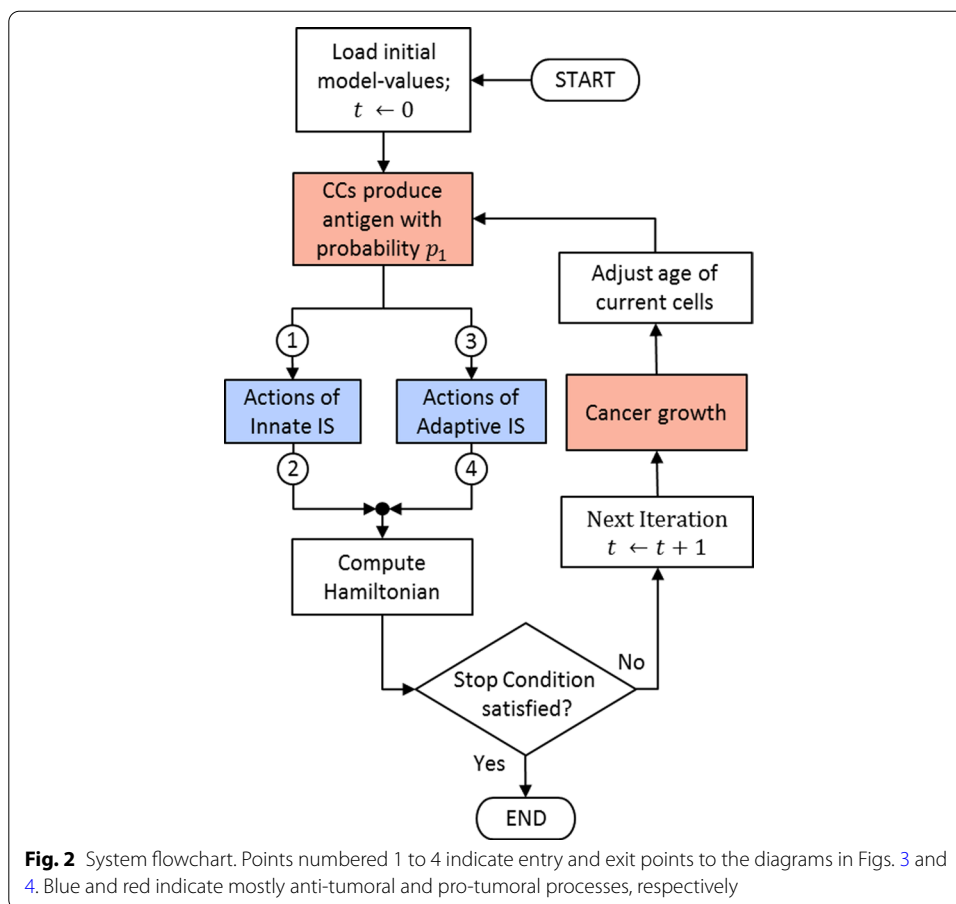 Load initial
model-values;
t ← 0
START
CCs produce
antigen with
probability p₁
Adjust age of
current cells
1
3
Actions of
Innate IS
Actions of
Adaptive IS
Cancer growth
2
4
Next Iteration
t ← t + 1
Compute
Hamiltonian
No
Stop Condition
satisfied?
Yes
END
Fig. 2 System flowchart. Points numbered 1 to 4 indicate entry and exit points to the diagrams in Figs. 3 and
4. Blue and red indicate mostly anti-tumoral and pro-tumoral processes, respectively